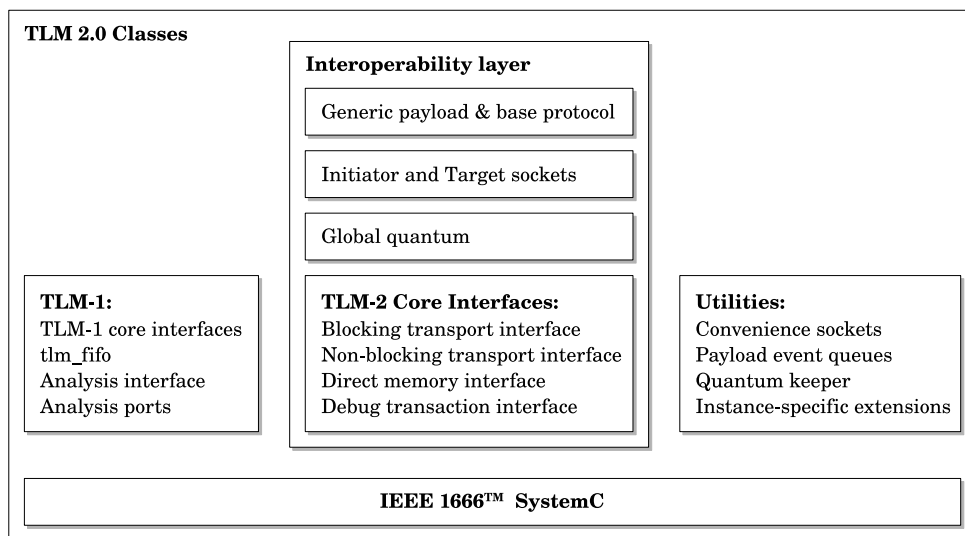 TLM 2.0 Classes
Interoperability layer
Generic payload & base protocol
Initiator and Target sockets
Global quantum
TLM-1:
TLM-1 core interfaces
tlm_fifo
Analysis interface
Analysis ports
TLM-2 Core Interfaces:
Blocking transport interface
Non-blocking transport interface
Direct memory interface
Debug transaction interface
Utilities:
Convenience sockets
Payload event queues
Quantum keeper
Instance-specific extensions
IEEE 1666™ SystemC